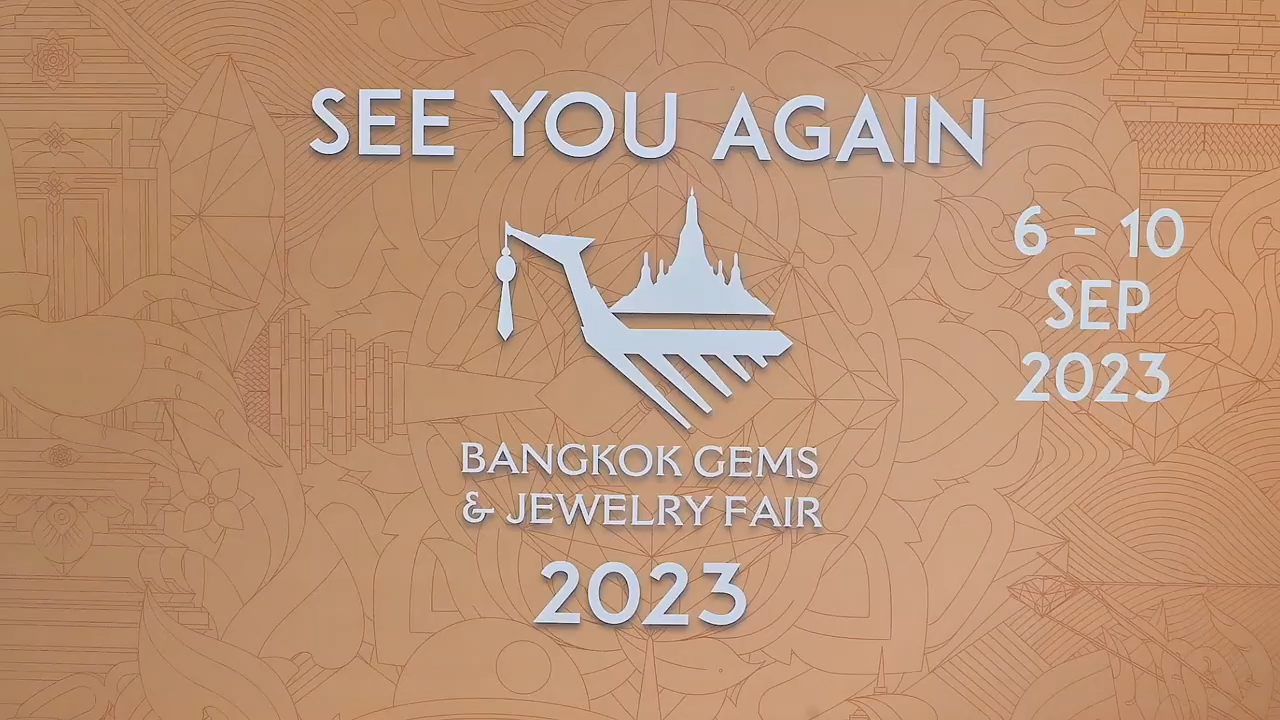 SEE YOU AGAIN
BANGKOK GEMS
& JEWELRY FAIR
2023
6 - 10
SEP
2023